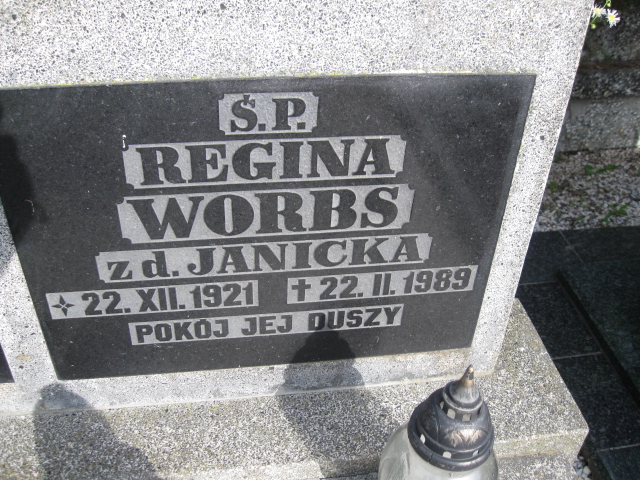 Ś.P.
REGINA
WORBS
z d. JANICKA
✧ 22. XII. 1921 ✝ 22. II. 1989
POKÓJ JEJ DUSZY